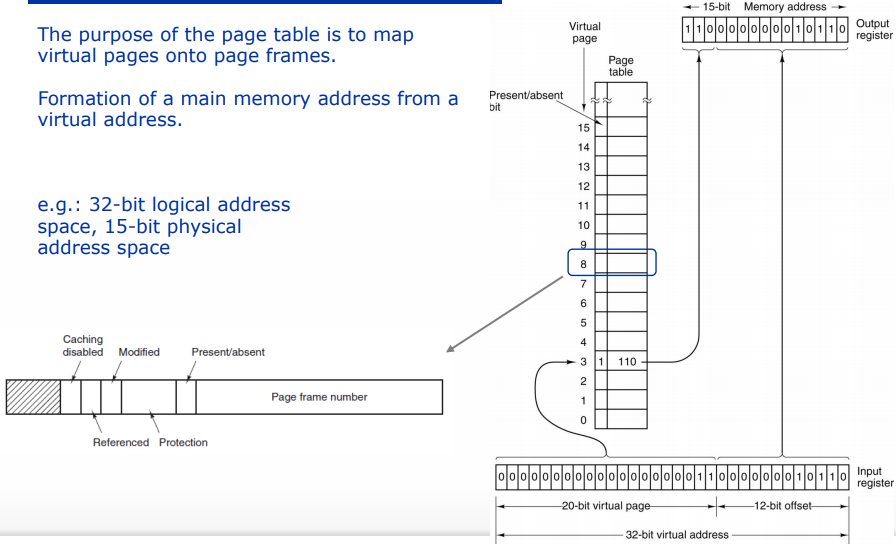 The purpose of the page table is to map
virtual pages onto page frames.
Formation of a main memory address from a
virtual address.
e.g.: 32-bit logical address
space, 15-bit physical
address space
Caching
disabled
Modified
Present/absent
Page frame number
Referenced
Protection
15-bit Memory address
1 1 0 0 0 0 0 0 0 0 1 0 1 1 0
Output
register
Virtual
page
Page
table
Present/absent
bit
15
14
13
12
11
10
9
8
7
6
5
4
3 1 110
2
1
0
0 0 0 0 0 0 0 0 0 0 0 0 0 0 0 0 0 0 0 1 1 0 0 0 0 0 0 0 1 0 1 1 0
Input
register
20-bit virtual page
12-bit offset
32-bit virtual address